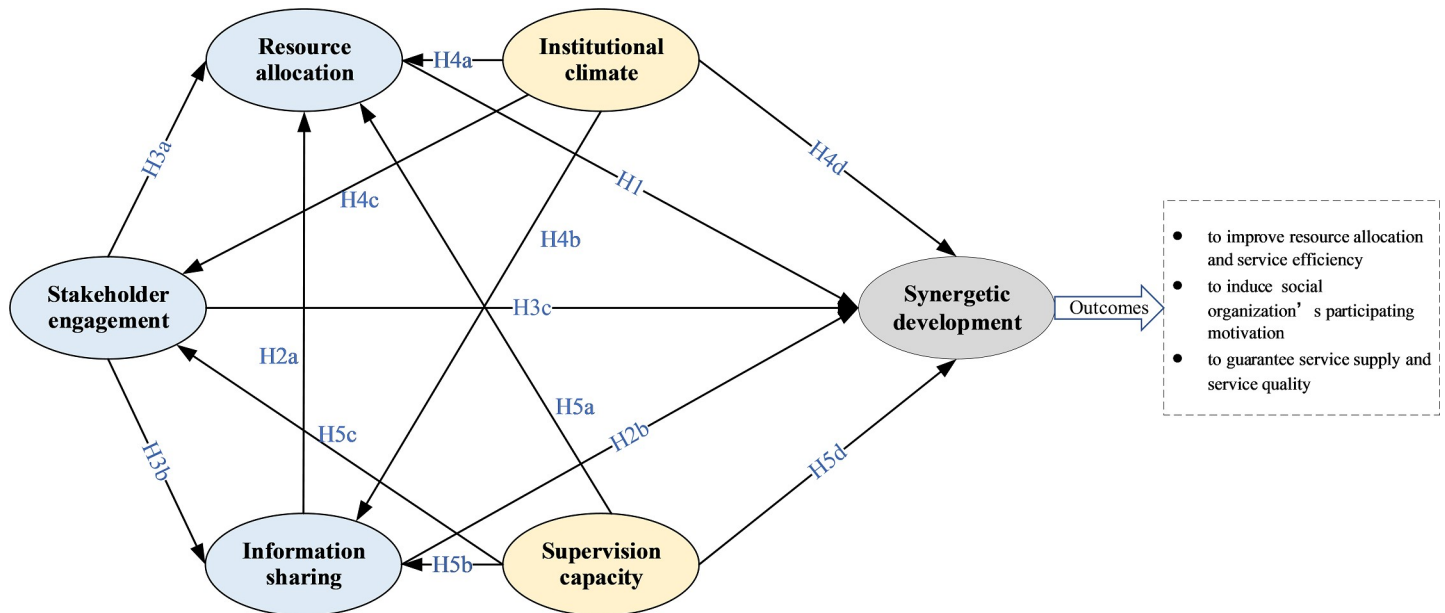 Resource
allocation
H4a
Institutional
climate
H3a
H4c
H1
H4d
H4b
Stakeholder
engagement
H3c
Synergetic
development
Outcomes
● to improve resource allocation
and service efficiency
● to induce social
organization’s participating
motivation
● to guarantee service supply and
service quality
H2a
H5a
H5c
H2b
H3b
H5d
Information
sharing
H5b
Supervision
capacity